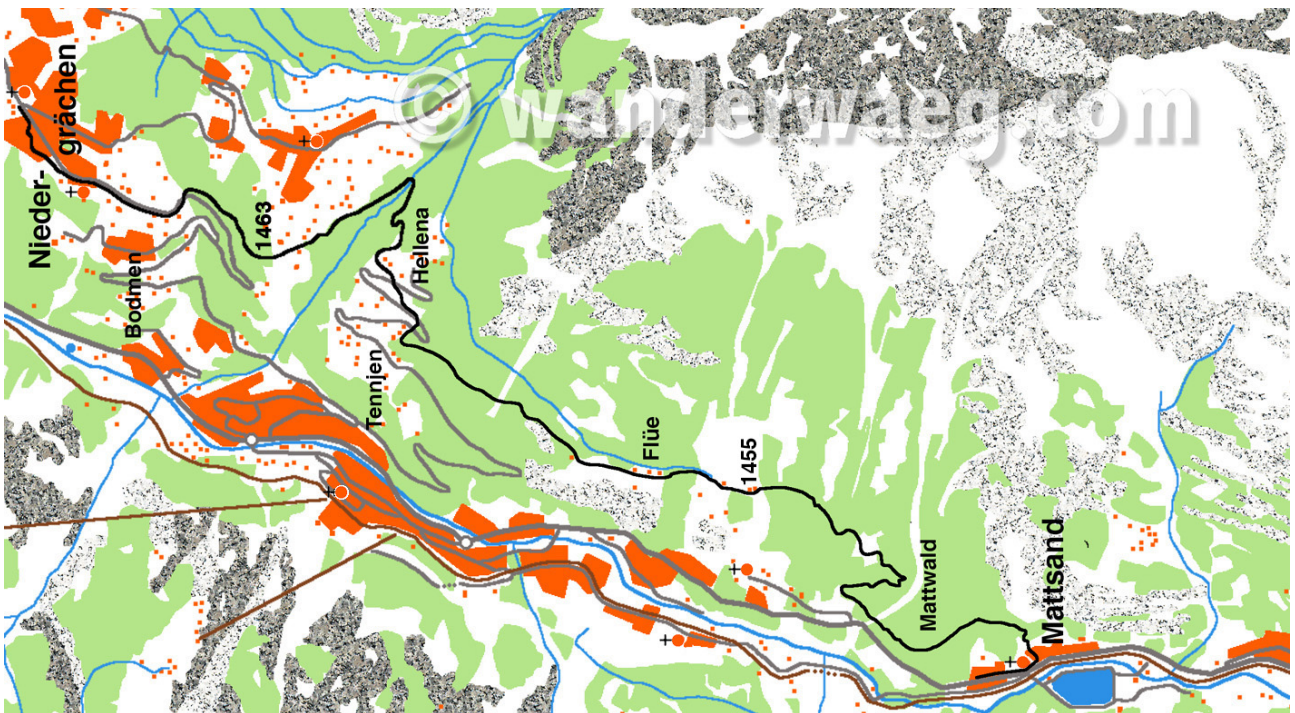 © wanderwaeg.com
Nieder-
grächen
Bodmen
1463
Hellena
Tennjen
Flüe
1455
Mattwald
Mattsand